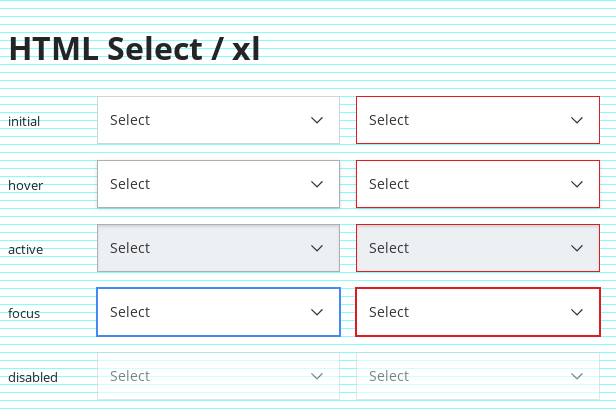 HTML Select / xl
initial Select Select
hover Select Select
active Select Select
focus Select Select
disabled Select Select